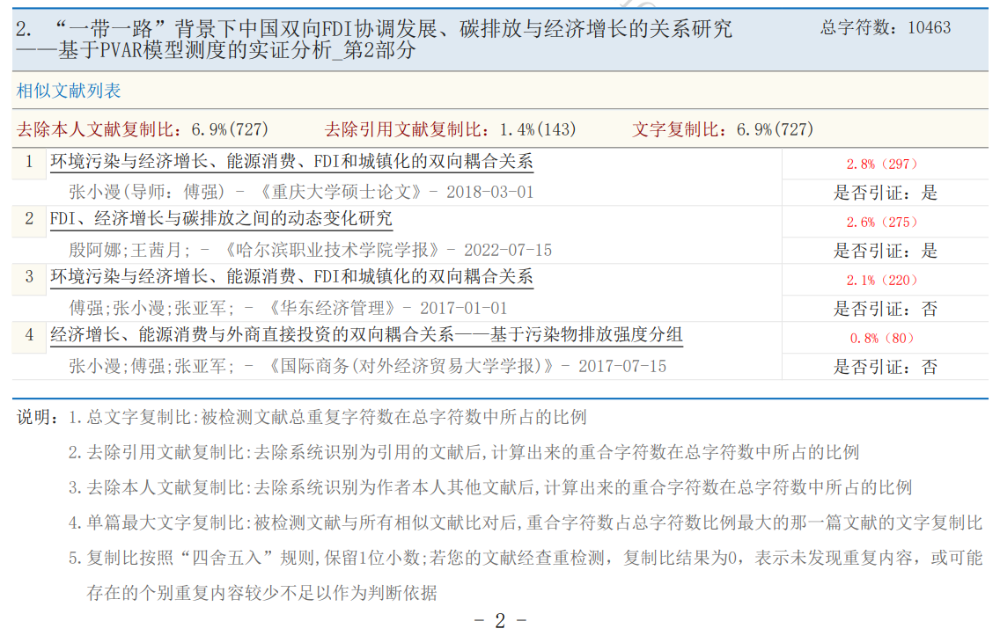 2. “一带一路”背景下中国双向FDI协调发展、碳排放与经济增长的关系研究 总字符数: 10463
——基于PVAR模型测度的实证分析_第2部分
相似文献列表
去除本人文献复制比: 6.9%(727) 去除引用文献复制比: 1.4%(143) 文字复制比: 6.9%(727)
1 环境污染与经济增长、能源消费、FDI和城镇化的双向耦合关系 2.8%(297)
张小漫(导师: 傅强) - 《重庆大学硕士论文》- 2018-03-01 是否引证: 是
2 FDI、经济增长与碳排放之间的动态变化研究 2.6%(275)
殷阿娜;王茜月; - 《哈尔滨职业技术学院学报》- 2022-07-15 是否引证: 是
3 环境污染与经济增长、能源消费、FDI和城镇化的双向耦合关系 2.1%(220)
傅强;张小漫;张亚军; - 《华东经济管理》- 2017-01-01 是否引证: 否
4 经济增长、能源消费与外商直接投资的双向耦合关系——基于污染物排放强度分组 0.8%(80)
张小漫;傅强;张亚军; - 《国际商务(对外经济贸易大学学报)》- 2017-07-15 是否引证: 否
说明: 1.总文字复制比:被检测文献总重复字符数在总字符数中所占的比例
2.去除引用文献复制比:去除系统识别为引用的文献后,计算出来的重合字符数在总字符数中所占的比例
3.去除本人文献复制比:去除系统识别为作者本人其他文献后,计算出来的重合字符数在总字符数中所占的比例
4.单篇最大文字复制比:被检测文献与所有相似文献比对后,重合字符数占总字符数比例最大的那一篇文献的文字复制比
5.复制比按照“四舍五入”规则,保留1位小数;若您的文献经查重检测，复制比结果为0，表示未发现重复内容，或可能
存在的个别重复内容较少不足以作为判断依据
- 2 -